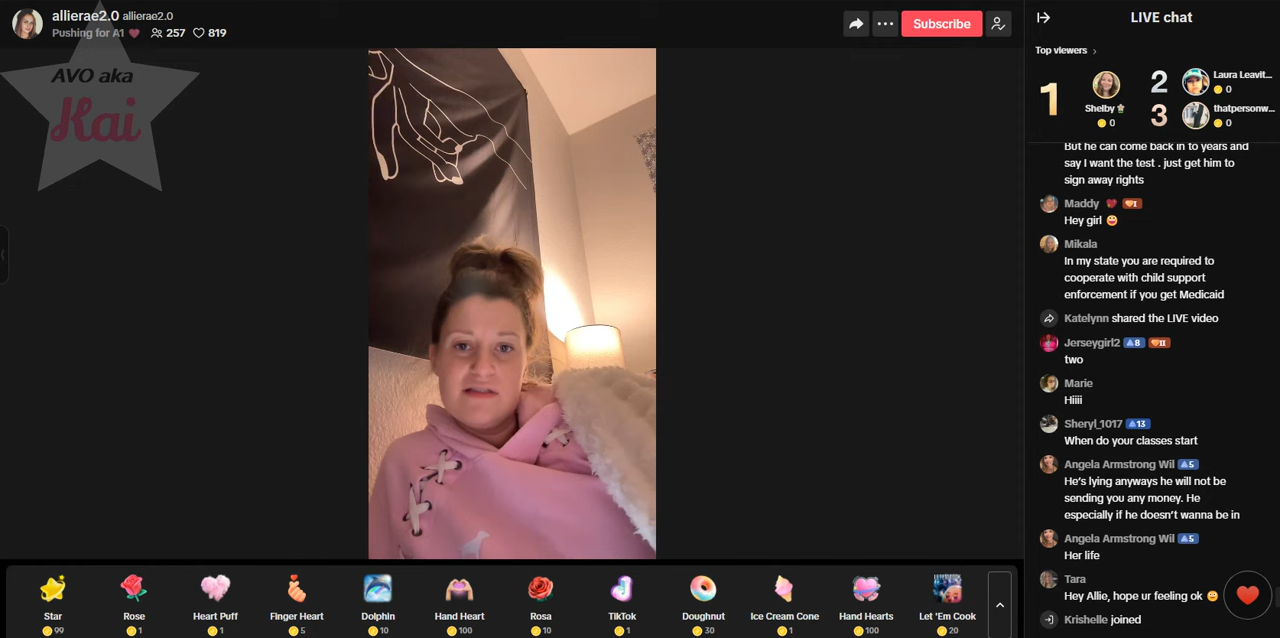 allierae2.0 allierae2.0
Pushing for A1 257 819
Subscribe
AVO aka
Kai
LIVE chat
Top viewers
1
Shelby
0
2
Laura Leavit...
0
3
thatpersonw...
0
But he can come back in to years and
say I want the test . just get him to
sign away rights
Maddy I
Hey girl
Mikala
In my state you are required to
cooperate with child support
enforcement if you get Medicaid
Katelynn shared the LIVE video
Jerseygirl2 8 II
two
Marie
Hiiii
Sheryl_1017 13
When do your classes start
Angela Armstrong Wil 5
He's lying anyways he will not be
sending you any money. He
especially if he doesn't wanna be in
Angela Armstrong Wil 5
Her life
Tara
Hey Allie, hope ur feeling ok
Krishelle joined
Star
99
Rose
1
Heart Puff
1
Finger Heart
5
Dolphin
10
Hand Heart
100
Rosa
10
TikTok
1
Doughnut
30
Ice Cream Cone
1
Hand Hearts
100
Let 'Em Cook
20